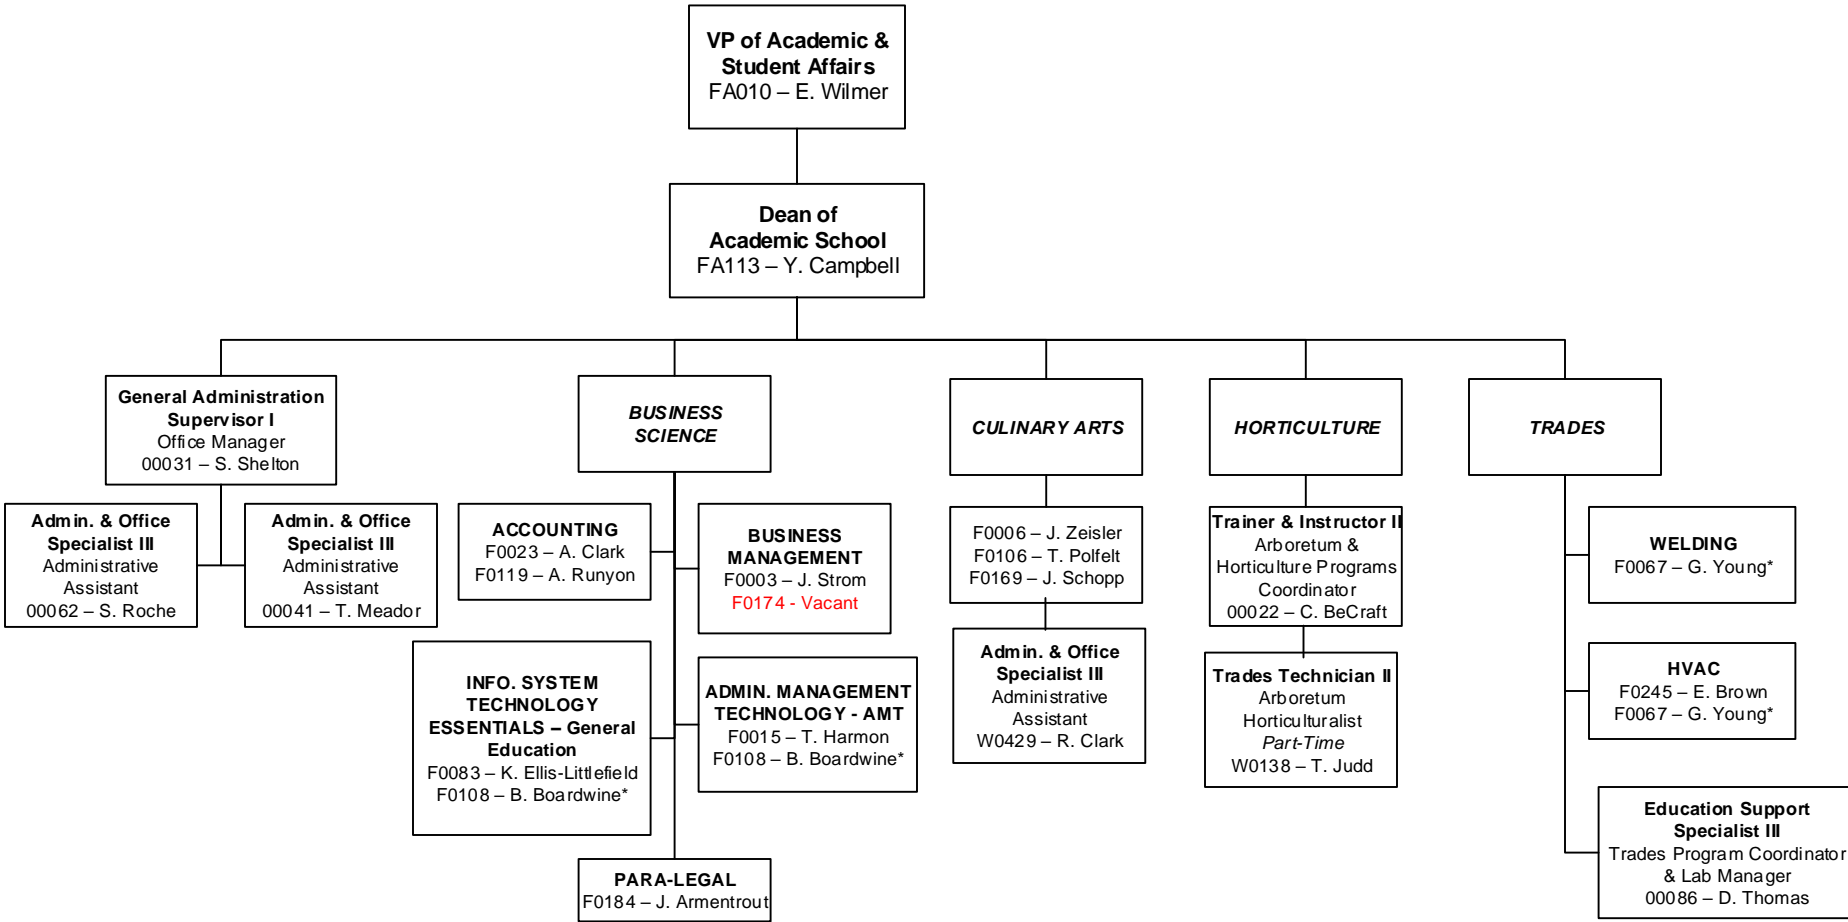 VP of Academic &
Student Affairs
FA010 – E. Wilmer
Dean of
Academic School
FA113 – Y. Campbell
General Administration
Supervisor I
Office Manager
00031 – S. Shelton
BUSINESS
SCIENCE
CULINARY ARTS
HORTICULTURE
TRADES
Admin. & Office
Specialist III
Administrative
Assistant
00062 – S. Roche
Admin. & Office
Specialist III
Administrative
Assistant
00041 – T. Meador
ACCOUNTING
F0023 – A. Clark
F0119 – A. Runyon
BUSINESS
MANAGEMENT
F0003 – J. Strom
F0174 - Vacant
INFO. SYSTEM
TECHNOLOGY
ESSENTIALS – General
Education
F0083 – K. Ellis-Littlefield
F0108 – B. Boardwine*
ADMIN. MANAGEMENT
TECHNOLOGY - AMT
F0015 – T. Harmon
F0108 – B. Boardwine*
PARA-LEGAL
F0184 – J. Armentrout
F0006 – J. Zeisler
F0106 – T. Polfelt
F0169 – J. Schopp
Admin. & Office
Specialist III
Administrative
Assistant
W0429 – R. Clark
Trainer & Instructor II
Arboretum &
Horticulture Programs
Coordinator
00022 – C. BeCraft
Trades Technician II
Arboretum
Horticulturalist
Part-Time
W0138 – T. Judd
WELDING
F0067 – G. Young*
HVAC
F0245 – E. Brown
F0067 – G. Young*
Education Support
Specialist III
Trades Program Coordinator
& Lab Manager
00086 – D. Thomas